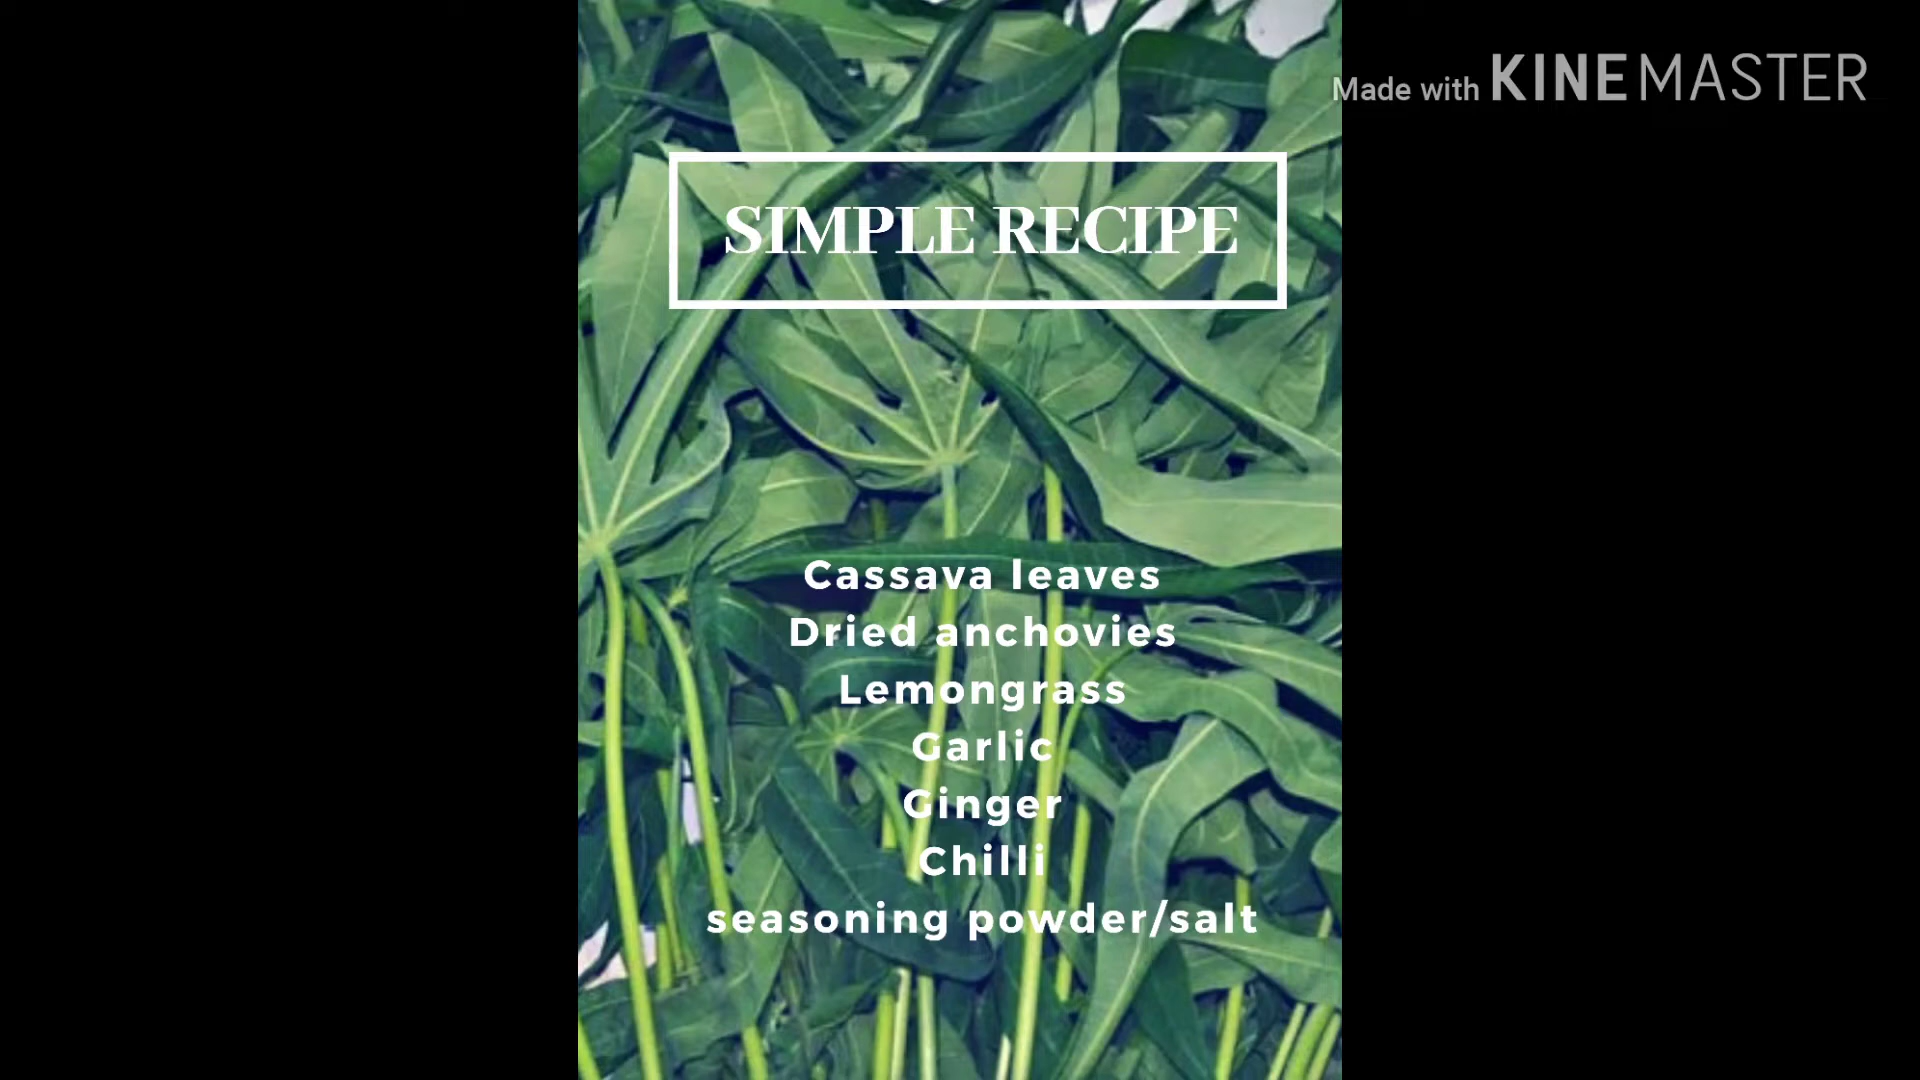 Made with KINEMASTER
SIMPLE RECIPE
Cassava leaves
Dried anchovies
Lemongrass
Garlic
Ginger
Chilli
seasoning powder/salt